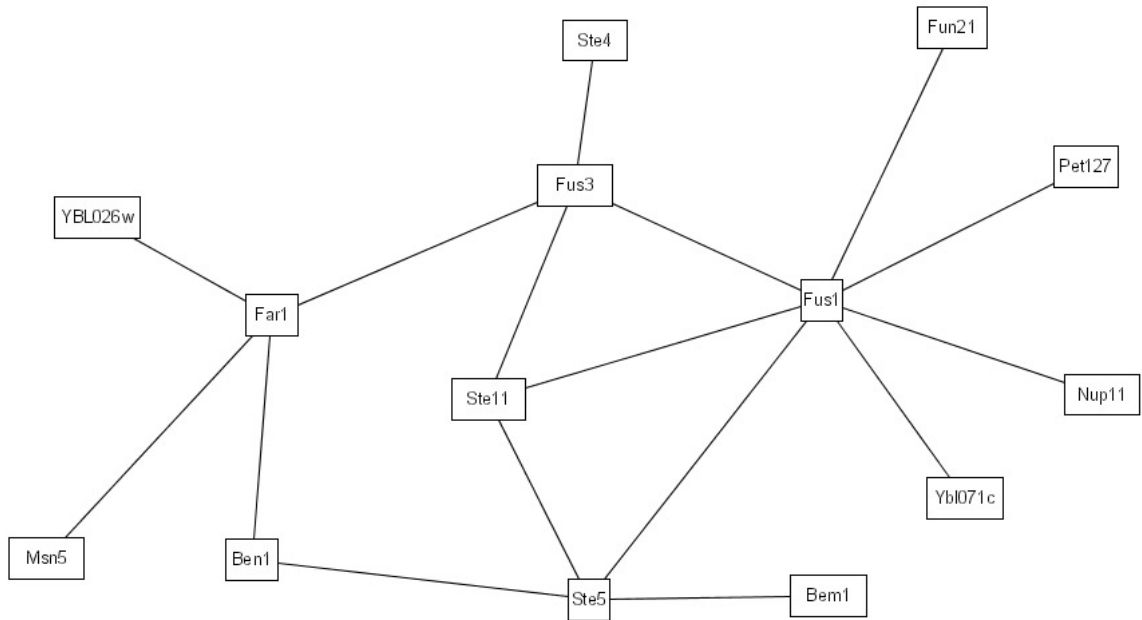 Fun21
Ste4
Pet127
Fus3
YBL026w
Fus1
Far1
Nup11
Ste11
Ybl071c
Msn5
Ben1
Bem1
Ste5